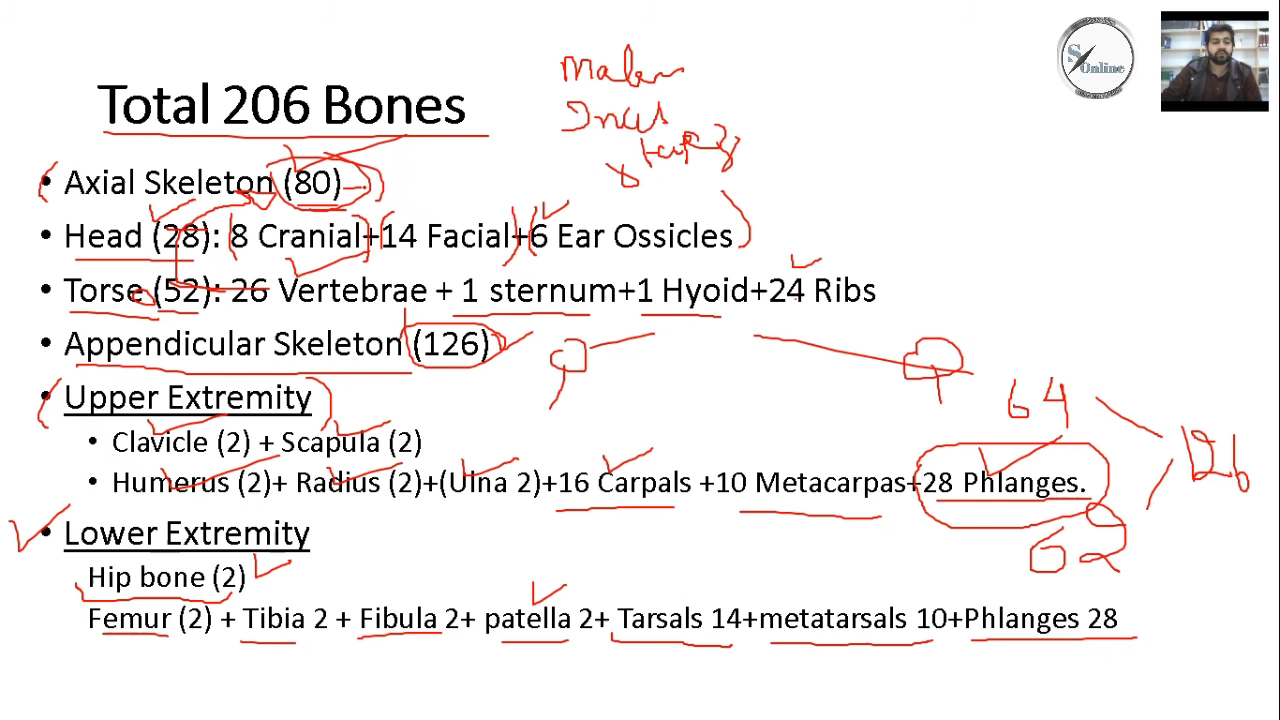 Total 206 Bones
• Axial Skeleton (80)
• Head (28): 8 Cranial+14 Facial+6 Ear Ossicles
• Torse (52): 26 Vertebrae + 1 sternum+1 Hyoid+24 Ribs
• Appendicular Skeleton (126)
• Upper Extremity
• Clavicle (2) + Scapula (2)
• Humerus (2)+ Radius (2)+(Ulna 2)+16 Carpals +10 Metacarpas+28 Phlanges.
• Lower Extremity
Hip bone (2)
Femur (2) + Tibia 2 + Fibula 2+ patella 2+ Tarsals 14+metatarsals 10+Phlanges 28
64
126
62
S Online